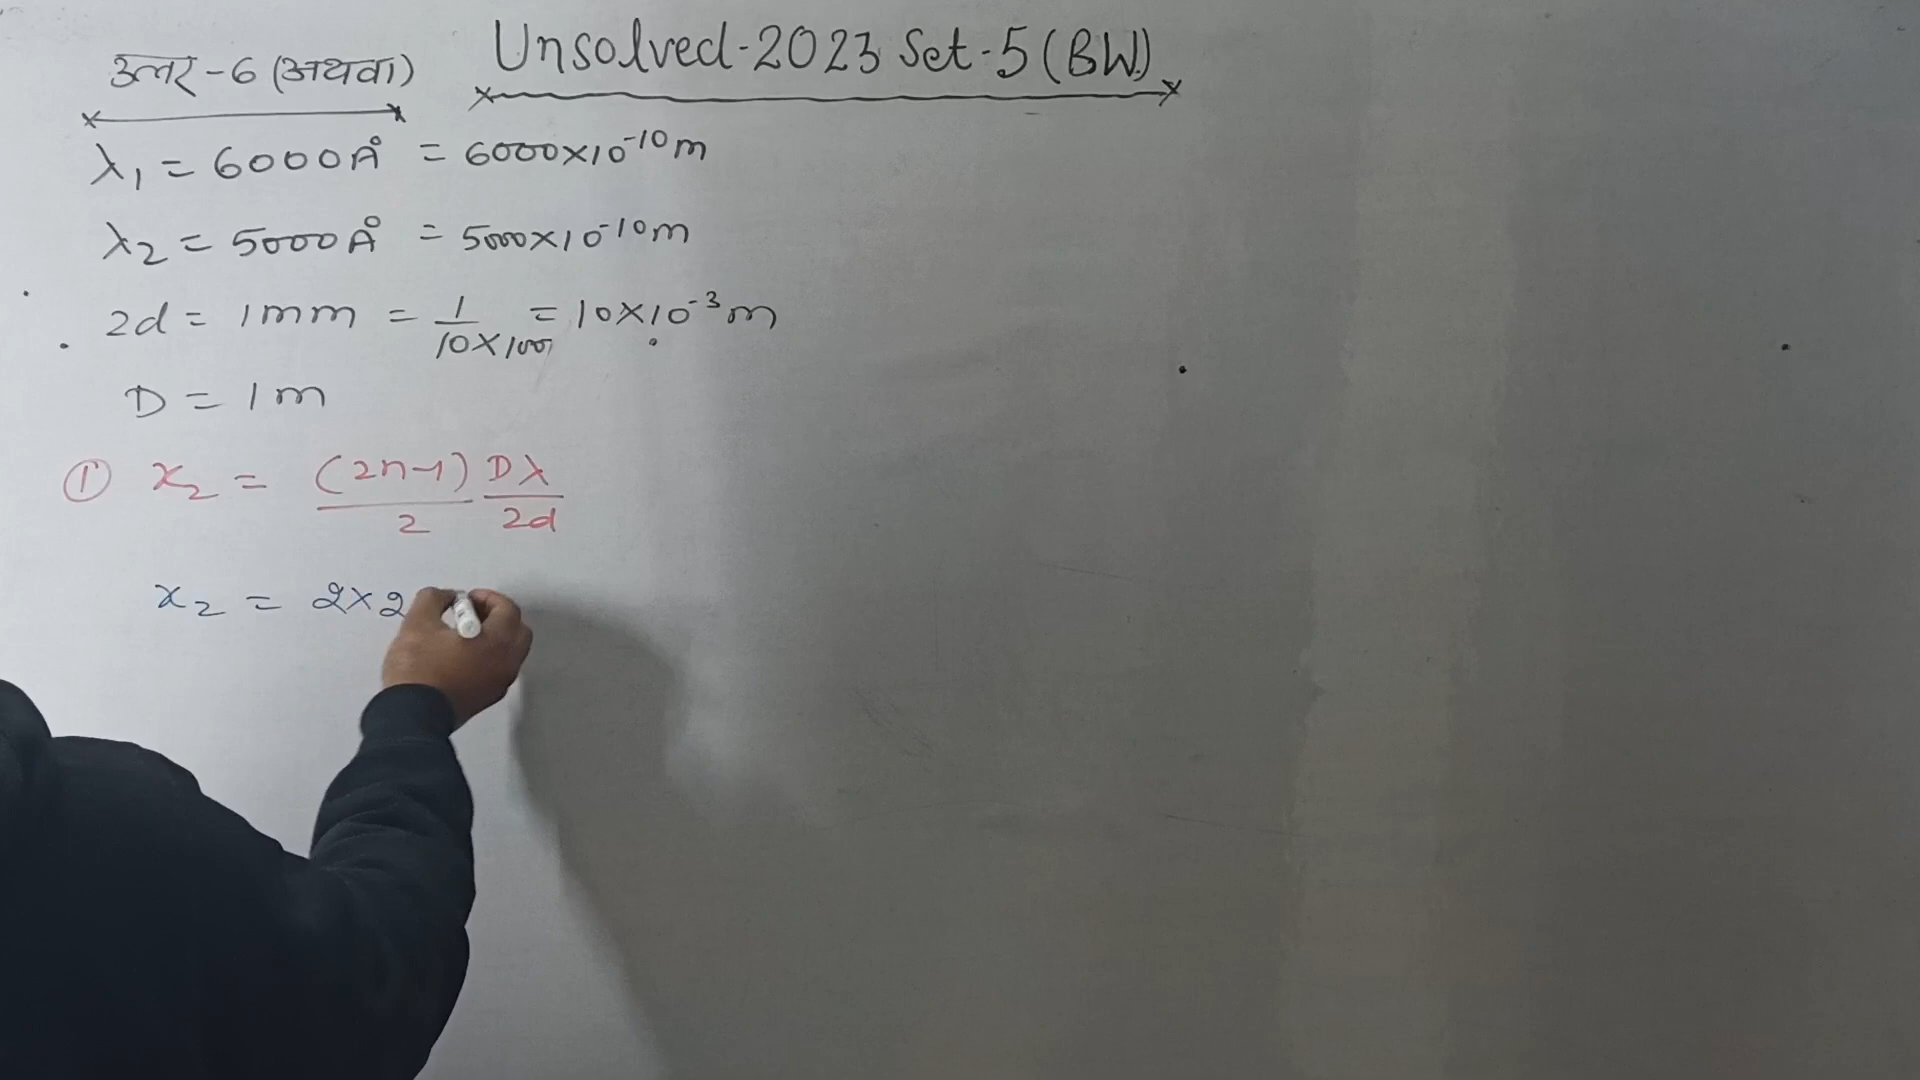 उत्तर-6 (अथवा) Unsolved-2023 Set-5 (BW)
λ₁ = 6000Å = 6000×10⁻¹⁰m
λ₂ = 5000Å = 5000×10⁻¹⁰m
2d = 1mm = 1/10×100 = 10×10⁻³m
D = 1m
① x₂ = (2n-1)/2 Dλ/2d
x₂ = 2×2